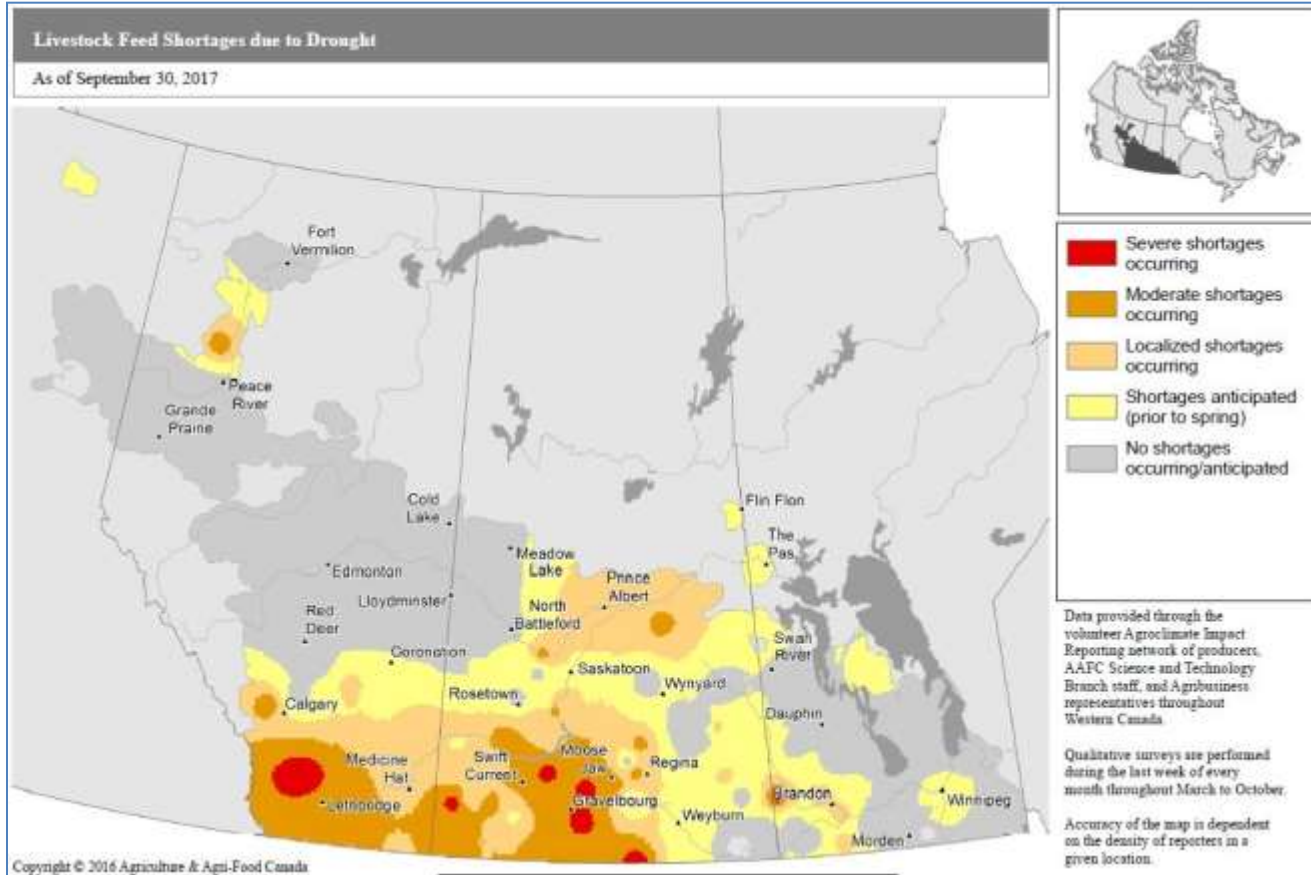 Livestock Feed Shortages due to Drought
As of September 30, 2017
Fort
Vermilion
Peace
River
Grande
Prairie
Cold
Lake
Flin Flon
Meadow
Lake
The
Pas
Edmonton
Prince
Albert
Lloydminster
North
Battleford
Red
Deer
Swan
River
Coronation
Saskatoon
Rosetown
Wynyard
Calgary
Dauphin
Medicine
Hat
Swift
Current
Moose
Jaw
Regina
Lethbridge
Gravelbourg
Brandon
Winnipeg
Weyburn
Morden
Copyright © 2016 Agriculture & Agri-Food Canada
Severe shortages
occurring
Moderate shortages
occurring
Localized shortages
occurring
Shortages anticipated
(prior to spring)
No shortages
occurring/anticipated
Data provided through the
volunteer Agroclimate Impact
Reporting network of producers,
AAFC Science and Technology
Branch staff, and Agribusiness
representatives throughout
Western Canada.
Qualitative surveys are performed
during the last week of every
month throughout March to October.
Accuracy of the map is dependent
on the density of reporters in a
given location.